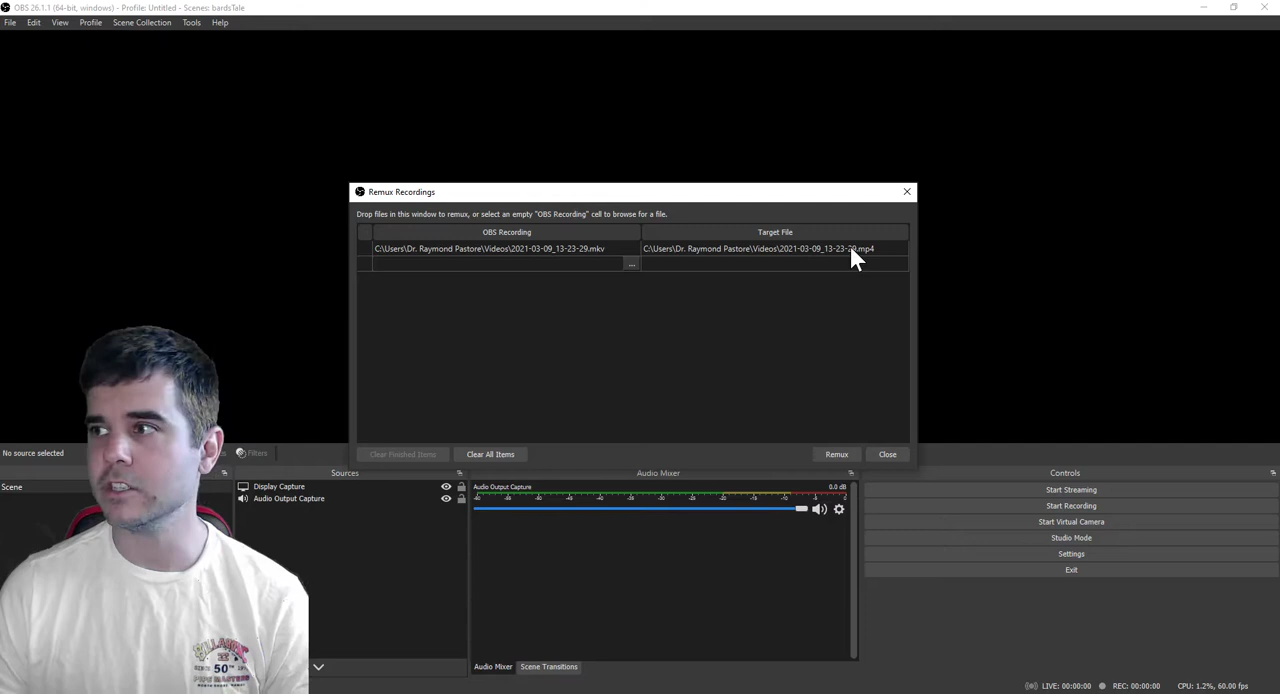 OBS 26.1.1 (64-bit, windows) - Profile: Untitled - Scenes: bardsTale
File Edit View Profile Scene Collection Tools Help
Remux Recordings
Drop files in this window to remux, or select an empty "OBS Recording" cell to browse for a file.
OBS Recording Target File
C:\Users\Dr. Raymond Pastore\Videos\2021-03-09_13-23-29.mkv C:\Users\Dr. Raymond Pastore\Videos\2021-03-09_13-23-29.mp4
...
Clear Finished Items Clear All Items Remux Close
No source selected Filters
Sources Audio Mixer Controls
Scene
Display Capture
Audio Output Capture
Audio Output Capture 0.0 dB
Start Streaming
Start Recording
Start Virtual Camera
Studio Mode
Settings
Exit
BILLABONG
PIPE MASTERS
SINCE 50TH
Audio Mixer Scene Transitions
LIVE: 00:00:00 REC: 00:00:00 CPU: 1.2%, 60.00 fps